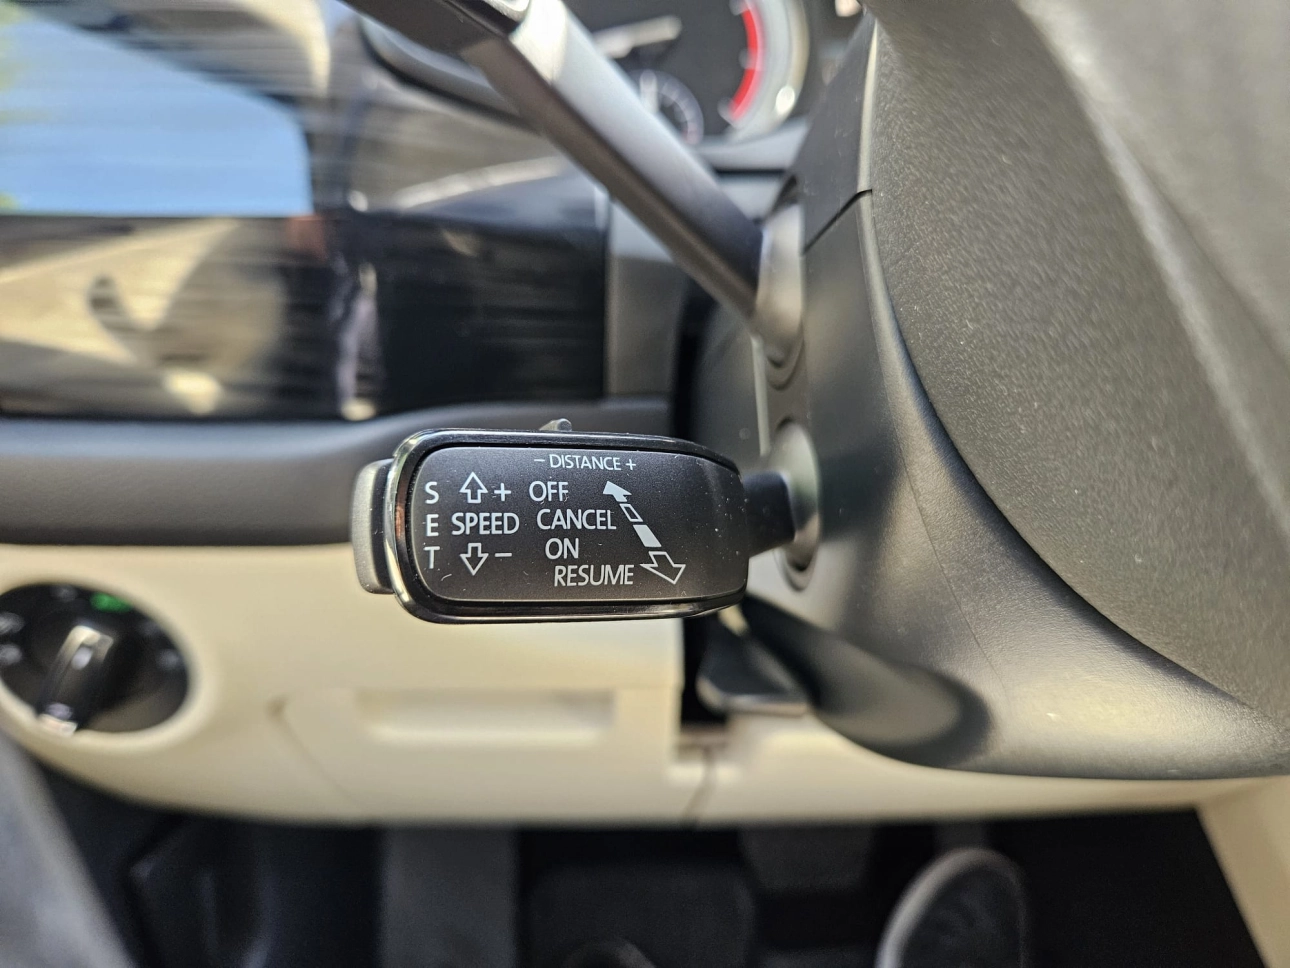 - DISTANCE +
S + OFF
E SPEED CANCEL
T - ON
RESUME